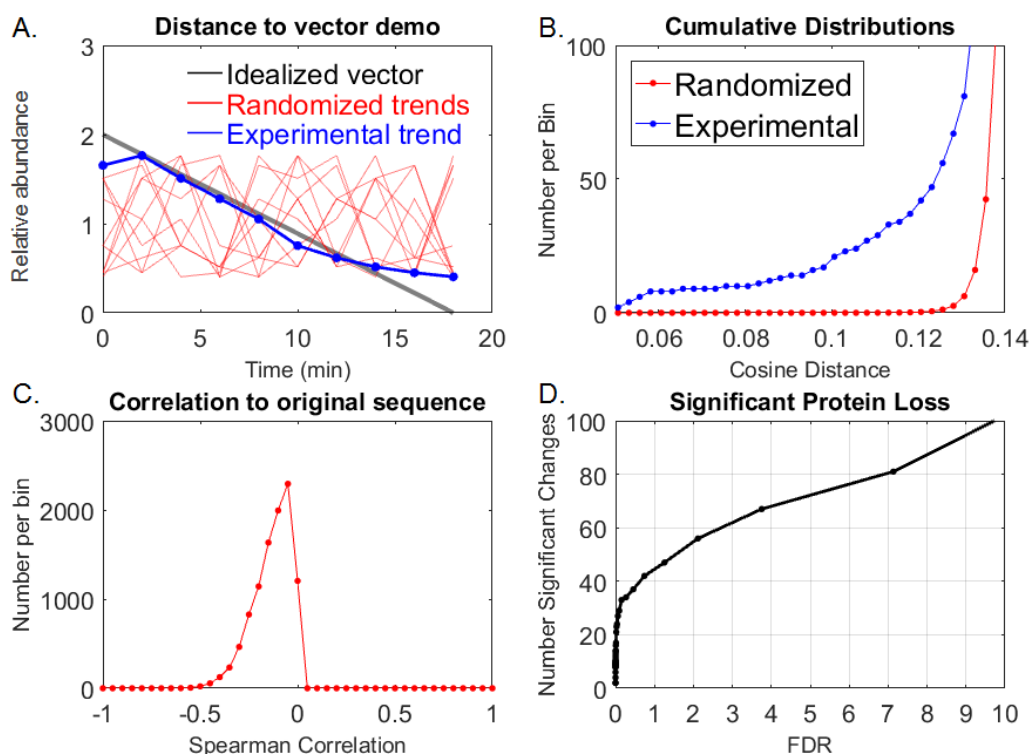 A.
Distance to vector demo
3
2
1
0
Relative abundance
Idealized vector
Randomized trends
Experimental trend
0 5 10 15 20
Time (min)
B.
Cumulative Distributions
100
50
0
Number per Bin
Randomized
Experimental
0.06 0.08 0.1 0.12 0.14
Cosine Distance
C.
Correlation to original sequence
3000
2000
1000
0
Number per bin
-1 -0.5 0 0.5 1
Spearman Correlation
D.
Significant Protein Loss
100
80
60
40
20
0
Number Significant Changes
0 1 2 3 4 5 6 7 8 9 10
FDR